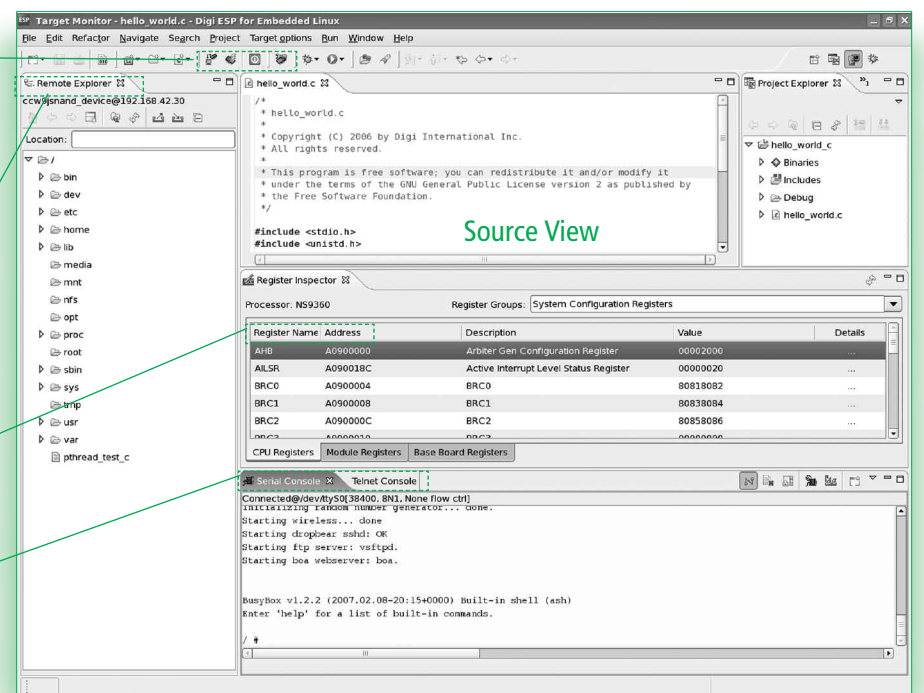 Target Monitor - hello_world.c - Digi ESP for Embedded Linux
File Edit Refactor Navigate Search Project Target options Run Window Help
Remote Explorer
ccw9jsnand_device@192.168.42.30
Location:
/
bin
dev
etc
home
lib
media
mnt
nfs
opt
proc
root
sbin
sys
tmp
usr
var
pthread_test_c
hello_world.c
/*
* hello_world.c
*
* Copyright (C) 2006 by Digi International Inc.
* All rights reserved.
*
* This program is free software; you can redistribute it and/or modify it
* under the terms of the GNU General Public License version 2 as published by
* the Free Software Foundation.
*/
#include <stdio.h>
#include <unistd.h>
Source View
Project Explorer
hello_world_c
Binaries
Includes
Debug
hello_world.c
Register Inspector
Processor: NS9360 Register Groups: System Configuration Registers
Register Name Address Description Value Details
AHB A0900000 Arbiter Gen Configuration Register 00002000 ...
AILSR A090018C Active Interrupt Level Status Register 00000020 ...
BRC0 A0900004 BRC0 80818082 ...
BRC1 A0900008 BRC1 80838084 ...
BRC2 A090000C BRC2 80858086 ...
CPU Registers Module Registers Base Board Registers
Serial Console Telnet Console
Connected@/dev/ttyS0[38400. 8N1, None flow ctrl]
Initializing random number generator... done.
Starting wireless... done
Starting dropbear sshd: OK
Starting ftp server: vsftpd.
Starting boa webserver: boa.
BusyBox v1.2.2 (2007.02.08-20:15+0000) Built-in shell (ash)
Enter 'help' for a list of built-in commands.
/ #